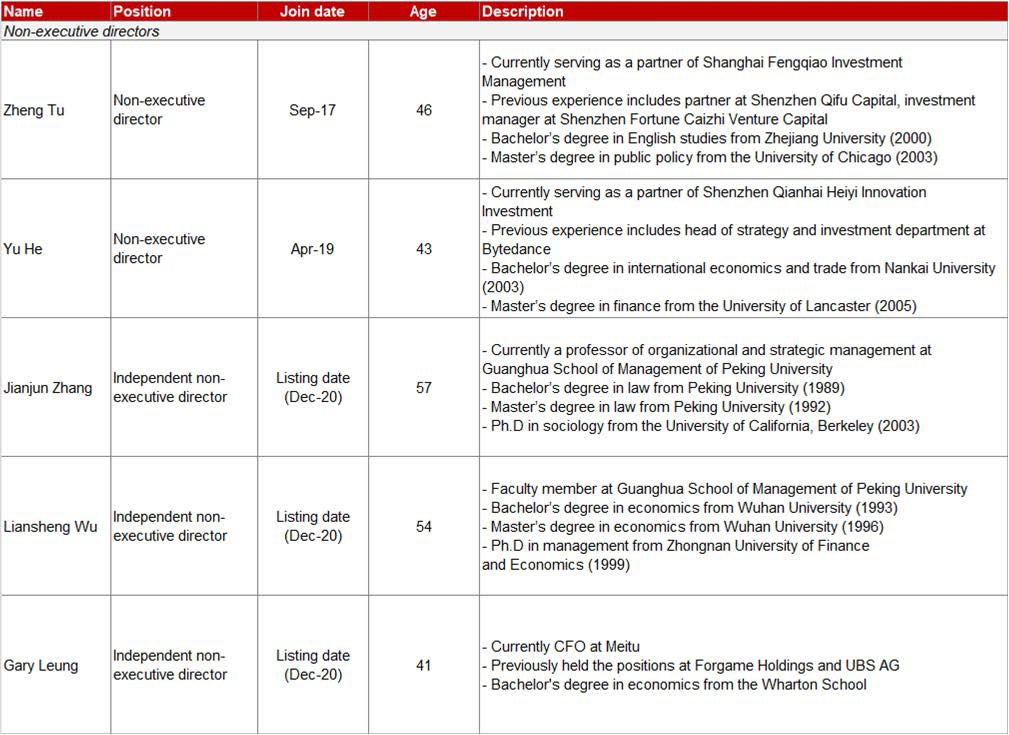 Name Position Join date Age Description
Non-executive directors
Zheng Tu
Non-executive
director
Sep-17
46
- Currently serving as a partner of Shanghai Fengqiao Investment
Management
- Previous experience includes partner at Shenzhen Qifu Capital, investment
manager at Shenzhen Fortune Caizhi Venture Capital
- Bachelor's degree in English studies from Zhejiang University (2000)
- Master's degree in public policy from the University of Chicago (2003)
Yu He
Non-executive
director
Apr-19
43
- Currently serving as a partner of Shenzhen Qianhai Heiyi Innovation
Investment
- Previous experience includes head of strategy and investment department at
Bytedance
- Bachelor's degree in international economics and trade from Nankai University
(2003)
- Master's degree in finance from the University of Lancaster (2005)
Jianjun Zhang
Independent non-
executive director
Listing date
(Dec-20)
57
- Currently a professor of organizational and strategic management at
Guanghua School of Management of Peking University
- Bachelor's degree in law from Peking University (1989)
- Master's degree in law from Peking University (1992)
- Ph.D in sociology from the University of California, Berkeley (2003)
Liansheng Wu
Independent non-
executive director
Listing date
(Dec-20)
54
- Faculty member at Guanghua School of Management of Peking University
- Bachelor's degree in economics from Wuhan University (1993)
- Master's degree in economics from Wuhan University (1996)
- Ph.D in management from Zhongnan University of Finance
and Economics (1999)
Gary Leung
Independent non-
executive director
Listing date
(Dec-20)
41
- Currently CFO at Meitu
- Previously held the positions at Forgame Holdings and UBS AG
- Bachelor's degree in economics from the Wharton School